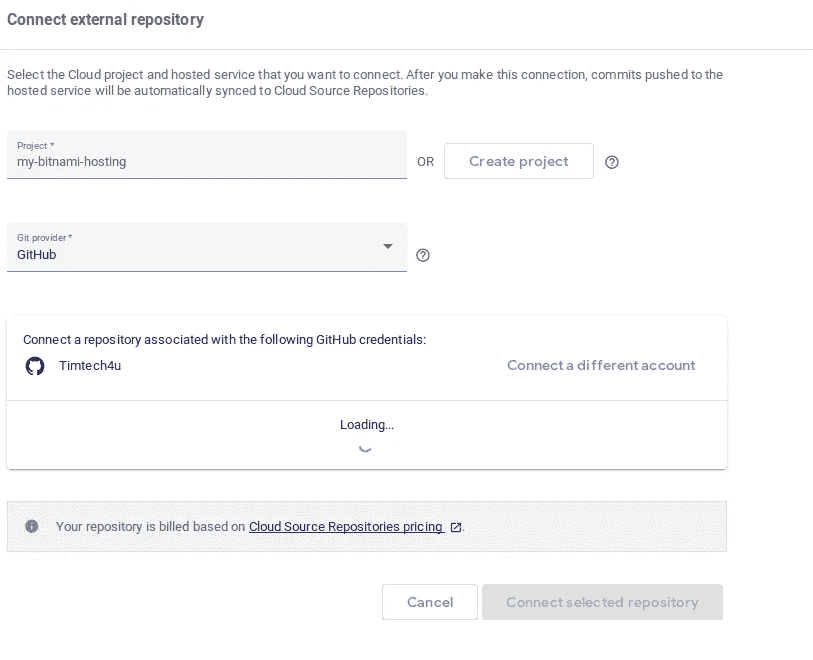 Connect external repository
Select the Cloud project and hosted service that you want to connect. After you make this connection, commits pushed to the
hosted service will be automatically synced to Cloud Source Repositories.
Project *
my-bitnami-hosting
OR
Create project
Git provider *
GitHub
Connect a repository associated with the following GitHub credentials:
Timtech4u
Connect a different account
Loading...
Your repository is billed based on Cloud Source Repositories pricing .
Cancel
Connect selected repository